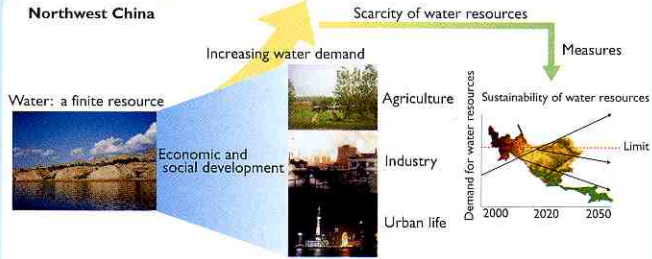 Northwest China
Scarcity of water resources
Increasing water demand
Measures
Water: a finite resource
Agriculture
Sustainability of water resources
Economic and
social development
Industry
Limit
Demand for water resources
Urban life
2000 2020 2050